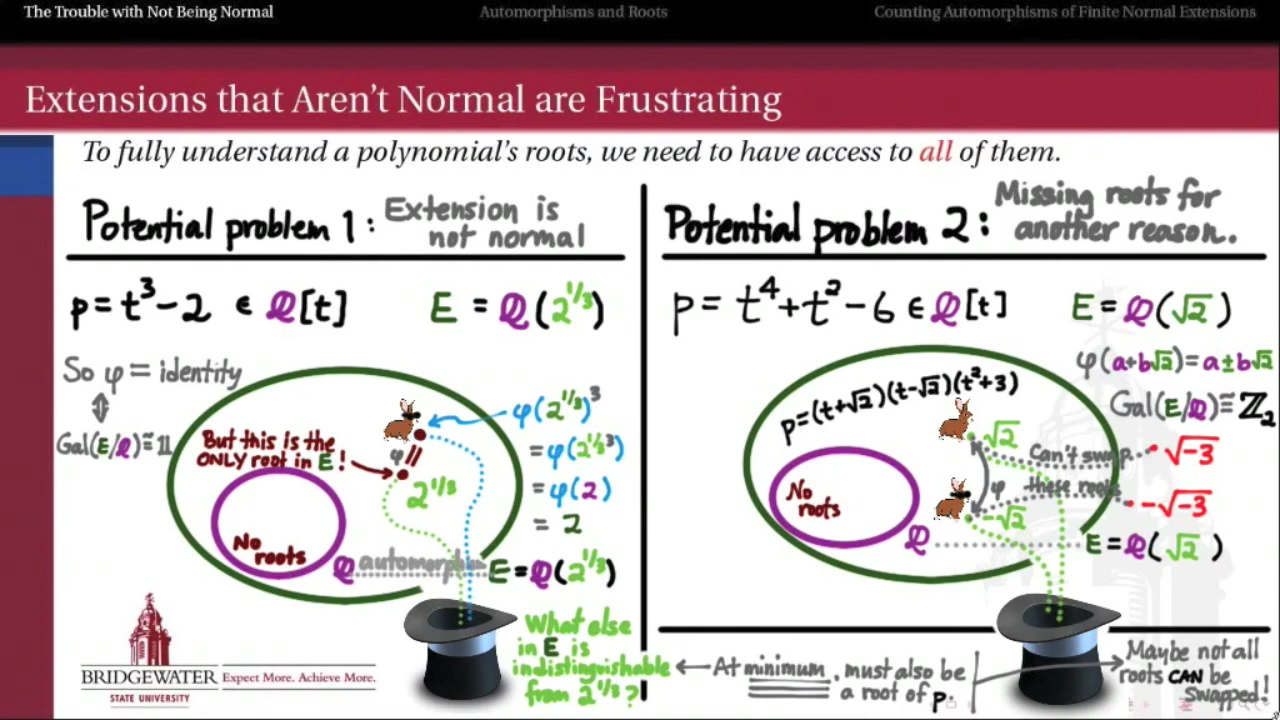 The Trouble with Not Being Normal
Automorphisms and Roots
Counting Automorphisms of Finite Normal Extensions
Extensions that Aren't Normal are Frustrating
To fully understand a polynomial's roots, we need to have access to all of them.
Potential problem 1: Extension is
not normal
p = t³ - 2 ∈ ℚ[t]
E = ℚ(2^{1/3})
So φ = identity
⇕
Gal(E/ℚ) ≅ 𝟙
But this is the
ONLY root in E!
φ
2^{1/3}
φ(2^{1/3})³
= φ(2^{1/3 ³})
= φ(2)
= 2
No
roots
ℚ
E = ℚ(2^{1/3})
What else
in E is
indistinguishable
from 2^{1/3}?
BRIDGEWATER
STATE UNIVERSITY
Expect More. Achieve More.
Potential problem 2:
Missing roots for
another reason.
p = t⁴ + t² - 6 ∈ ℚ[t]
E = ℚ(√2)
φ(a+b√2) = a±b√2
Gal(E/ℚ) ≅ ℤ₂
p = (t+√2)(t-√2)(t²+3)
√2
Can't swap
√-3
φ
these roots
-√-3
-√2
No
roots
ℚ
E = ℚ(√2)
At minimum, must also be
a root of p.
Maybe not all
roots CAN be
swapped!